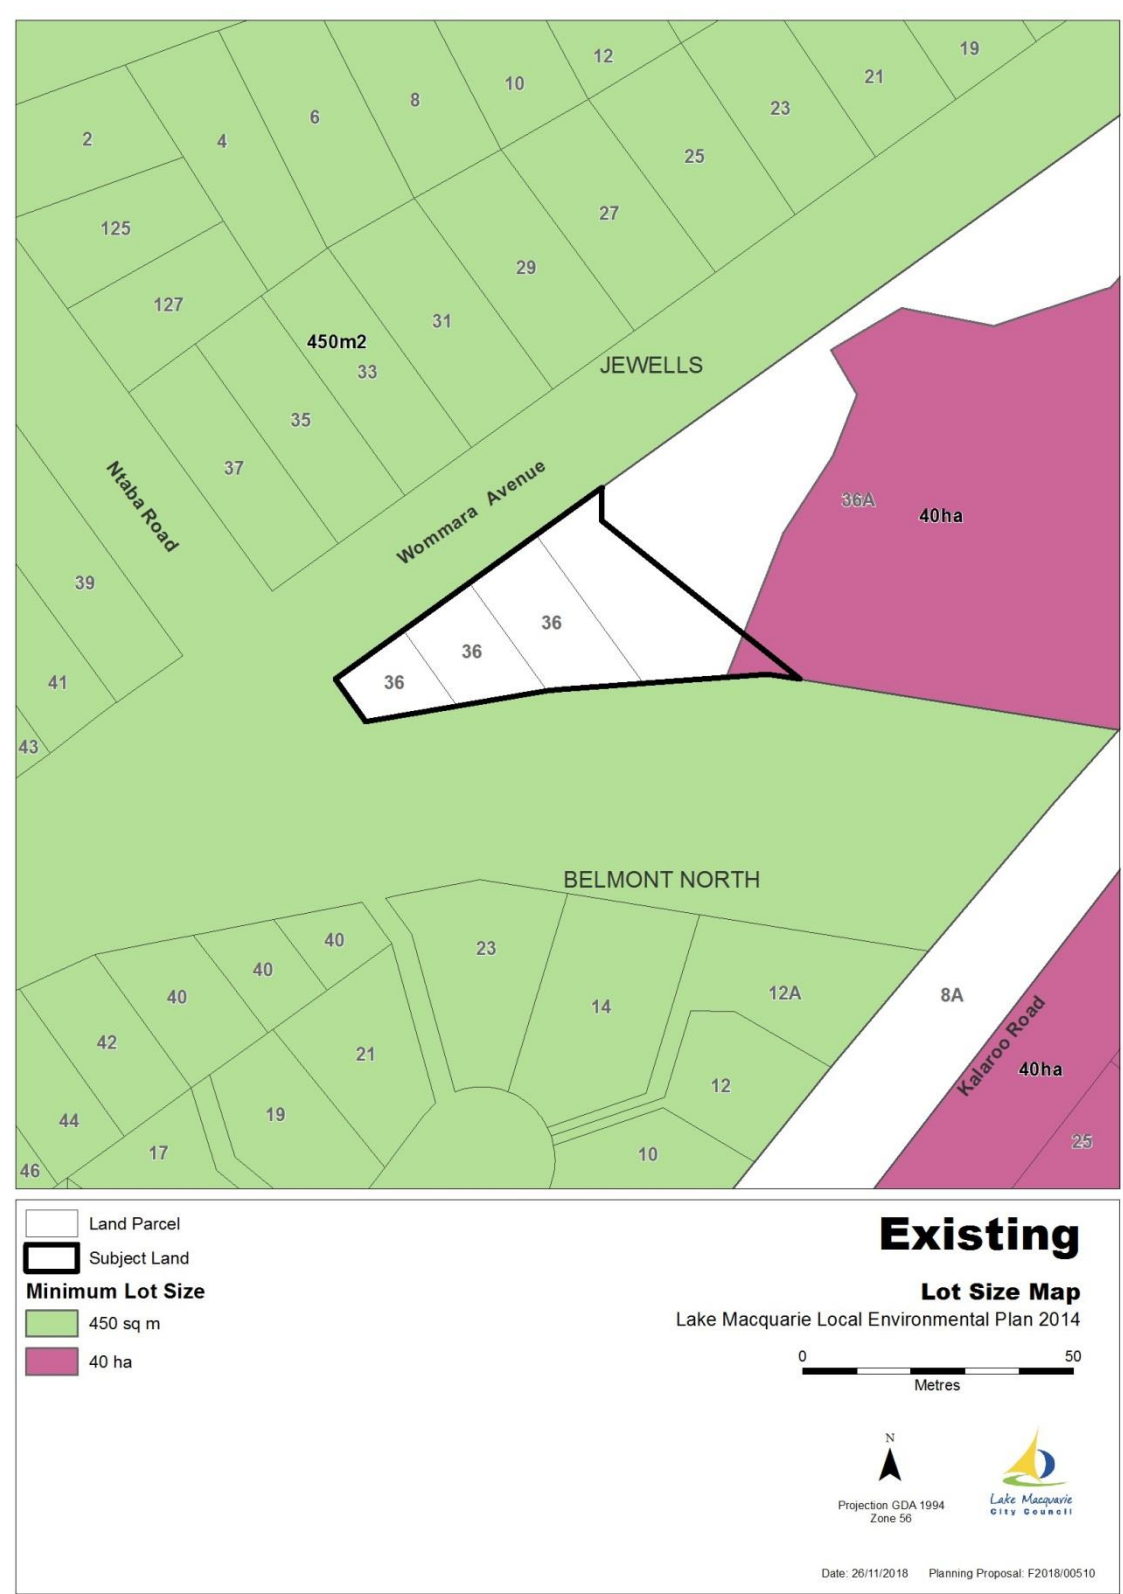 12
19
10
21
8
6
23
2
4
25
27
125
29
127
31
450m2
JEWELLS
33
35
37
Wommara Avenue
36A
40ha
Ntaba Road
39
36
36
36
41
43
BELMONT NORTH
40
23
40
12A
8A
40
14
Kalaroo Road
42
21
40ha
12
19
44
25
17
10
46
Land Parcel
Subject Land
Minimum Lot Size
450 sq m
40 ha
Existing
Lot Size Map
Lake Macquarie Local Environmental Plan 2014
0 50
Metres
N
Projection GDA 1994
Zone 56
Lake Macquarie
City Council
Date: 26/11/2018 Planning Proposal: F2018/00510